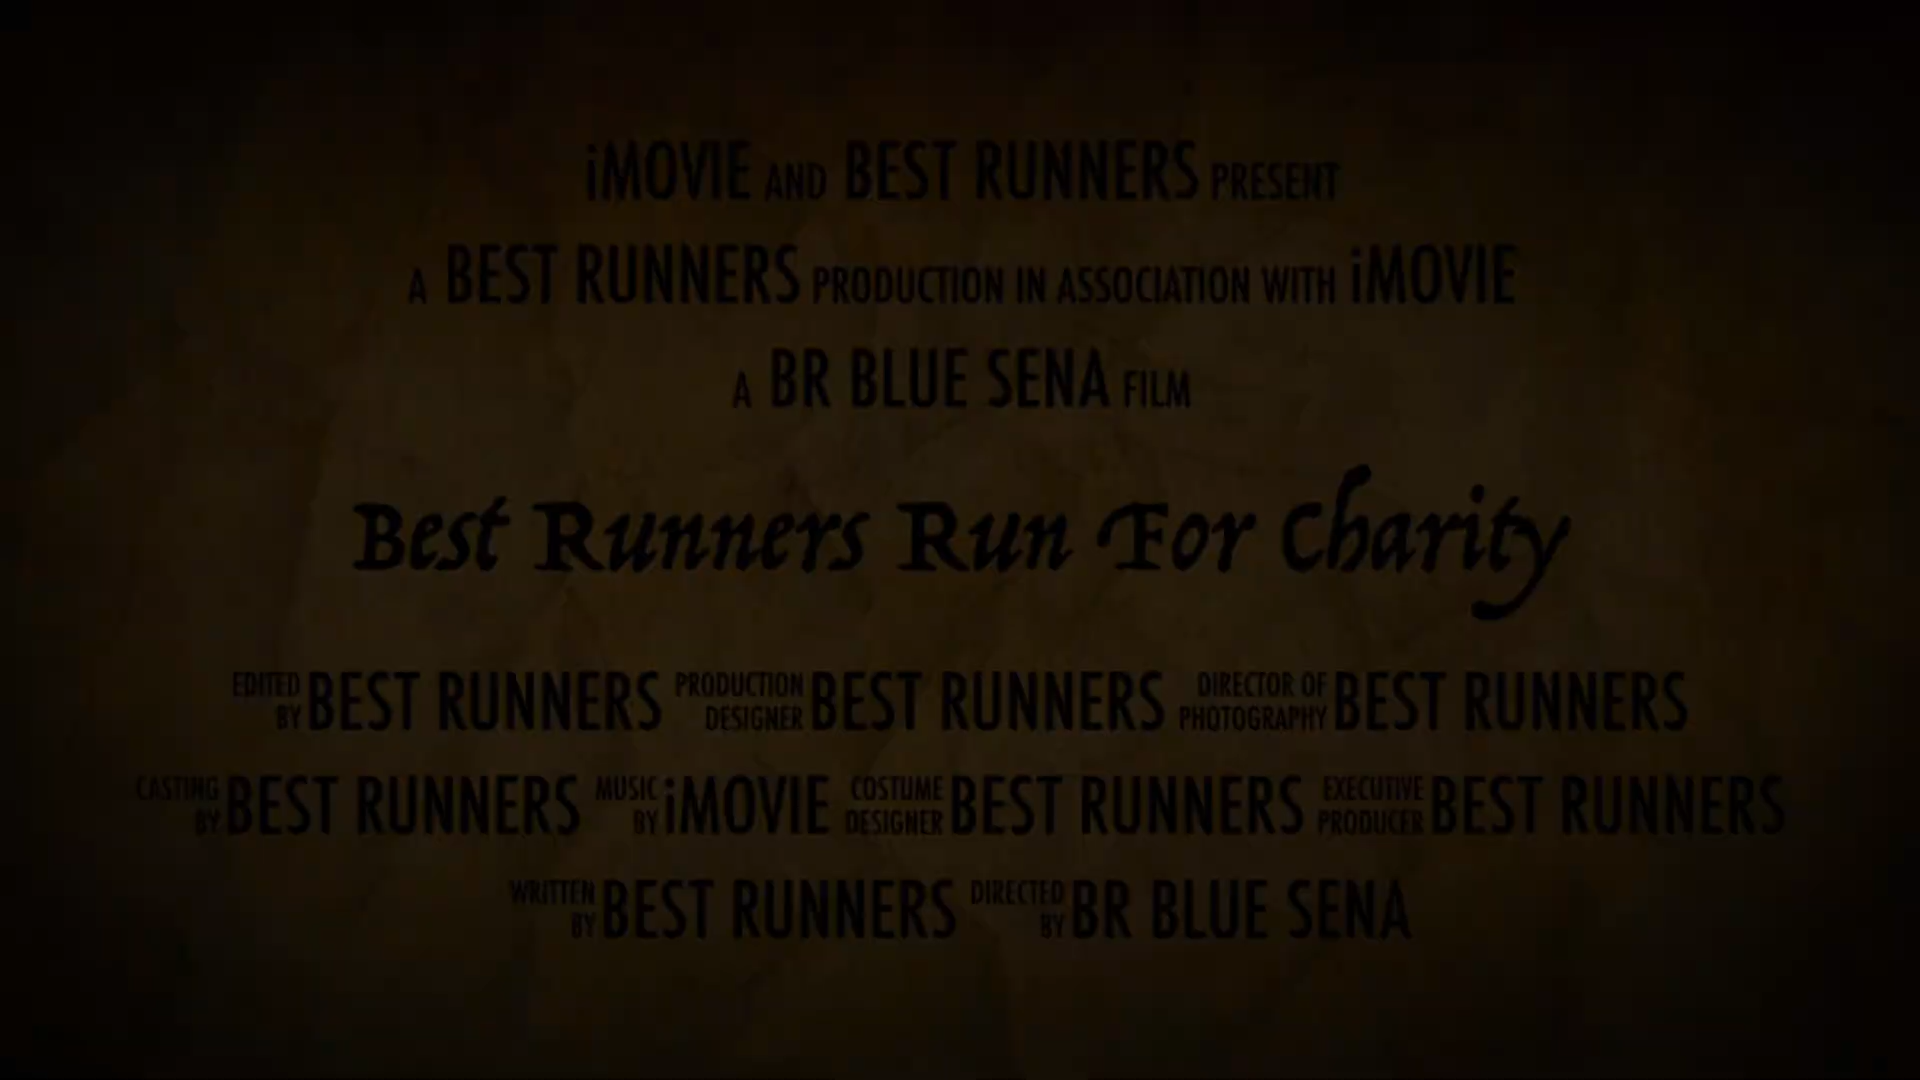 iMOVIE AND BEST RUNNERS PRESENT
A BEST RUNNERS PRODUCTION IN ASSOCIATION WITH iMOVIE
A BR BLUE SENA FILM
Best Runners Run For Charity
EDITED BY BEST RUNNERS PRODUCTION DESIGNER BEST RUNNERS DIRECTOR OF PHOTOGRAPHY BEST RUNNERS
CASTING BY BEST RUNNERS MUSIC BY iMOVIE COSTUME DESIGNER BEST RUNNERS EXECUTIVE PRODUCER BEST RUNNERS
WRITTEN BY BEST RUNNERS DIRECTED BY BR BLUE SENA